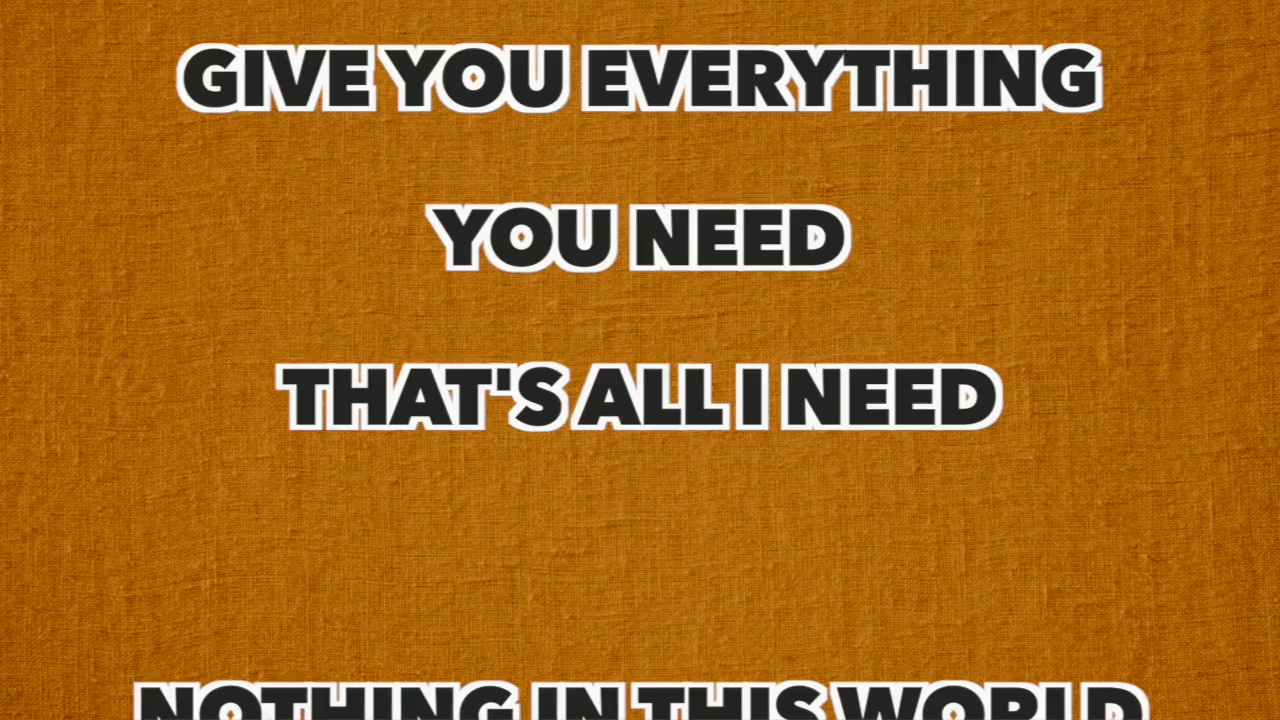 GIVE YOU EVERYTHING
YOU NEED
THAT'S ALL I NEED
NOTHING IN THIS WORLD